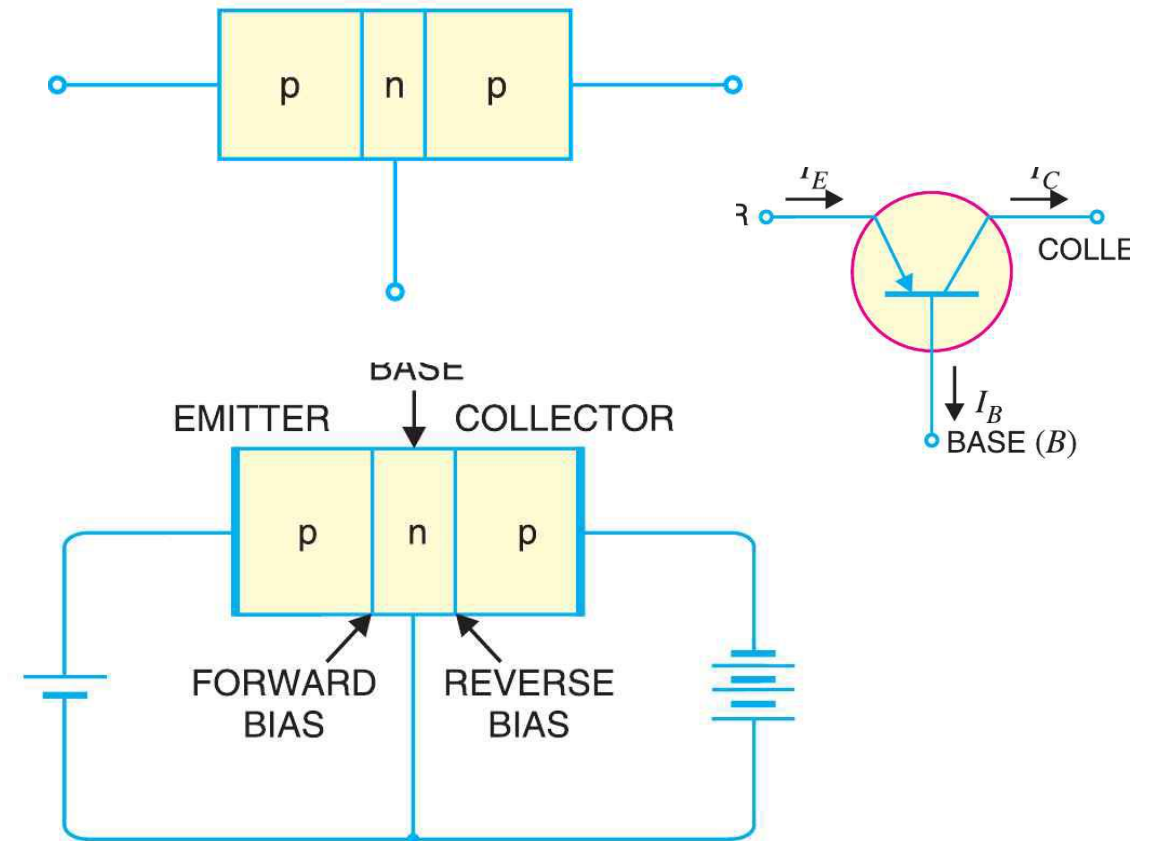 p n p
I_E I_C
R
COLLE
I_B
BASE (B)
BASE
EMITTER COLLECTOR
p n p
FORWARD BIAS
REVERSE BIAS